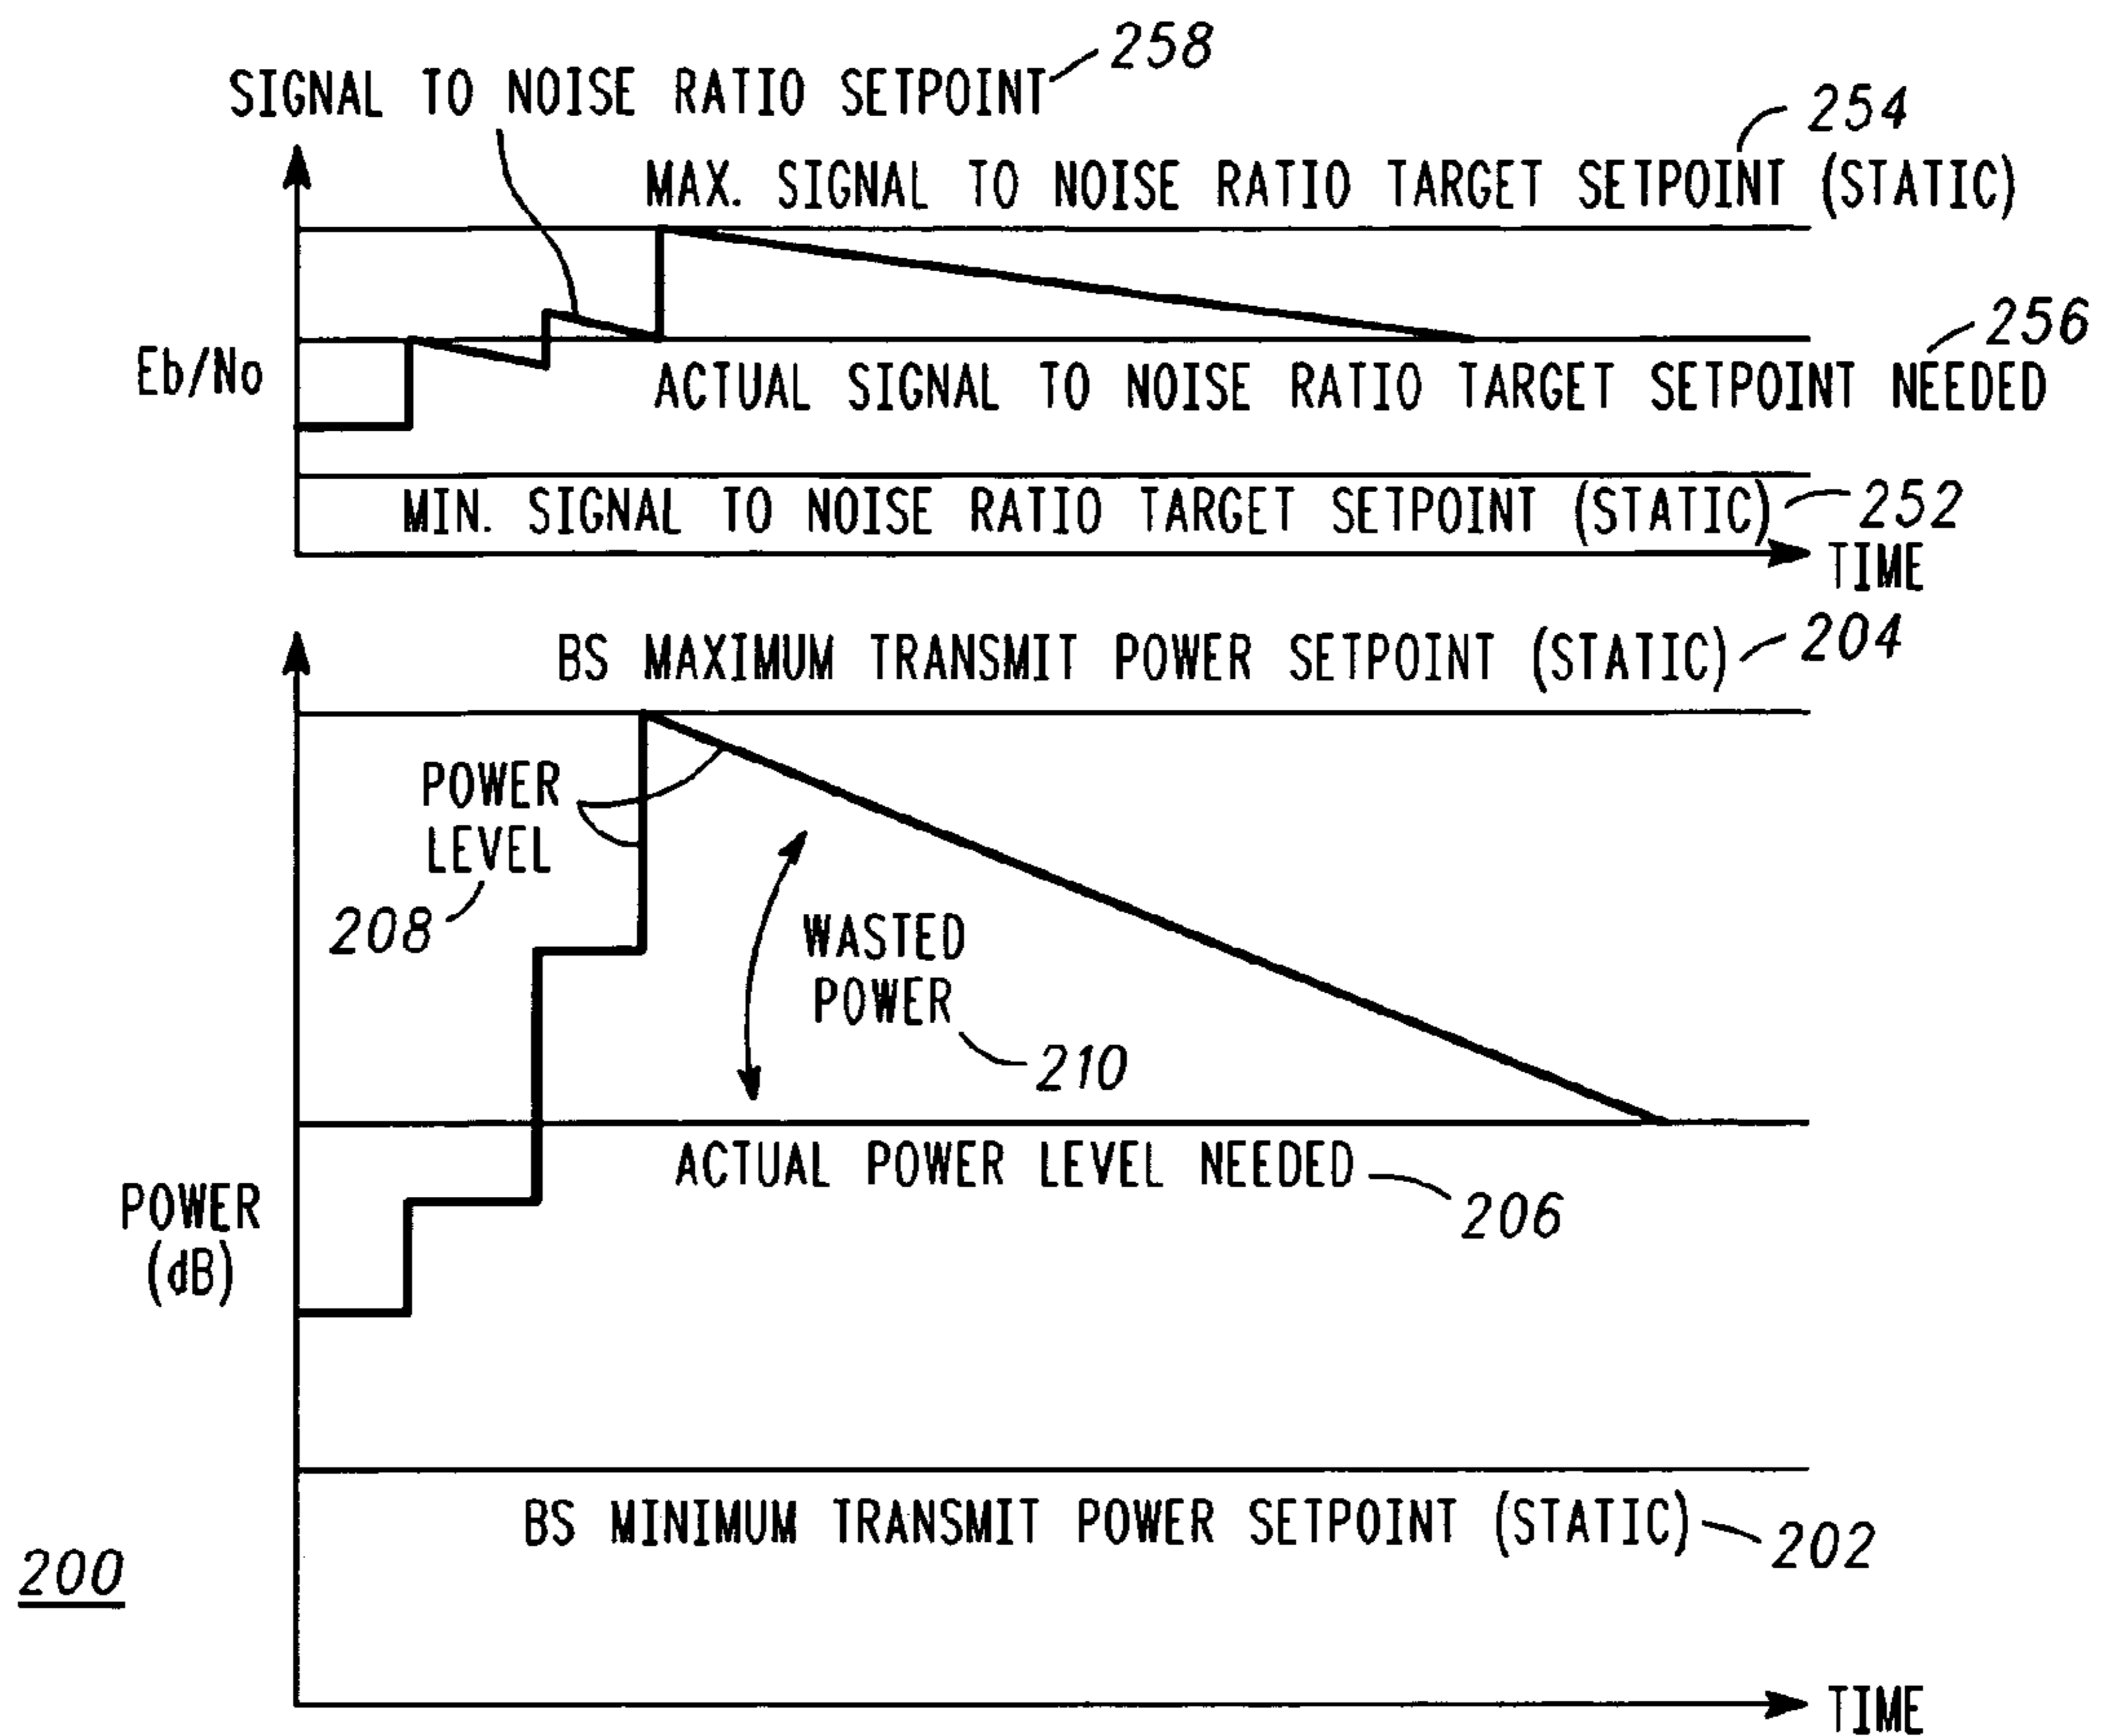 SIGNAL TO NOISE RATIO SETPOINT 258
254
MAX. SIGNAL TO NOISE RATIO TARGET SETPOINT (STATIC)
256
Eb/No
ACTUAL SIGNAL TO NOISE RATIO TARGET SETPOINT NEEDED
MIN. SIGNAL TO NOISE RATIO TARGET SETPOINT (STATIC) 252
TIME
BS MAXIMUM TRANSMIT POWER SETPOINT (STATIC) 204
POWER
LEVEL
208
WASTED
POWER
210
ACTUAL POWER LEVEL NEEDED
206
POWER
(dB)
BS MINIMUM TRANSMIT POWER SETPOINT (STATIC) 202
200
TIME